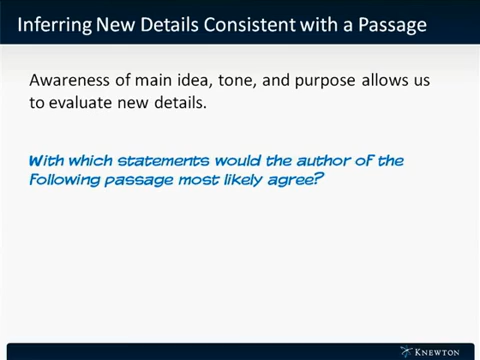 Inferring New Details Consistent with a Passage
Awareness of main idea, tone, and purpose allows us
to evaluate new details.
With which statements would the author of the
following passage most likely agree?
KNEWTON